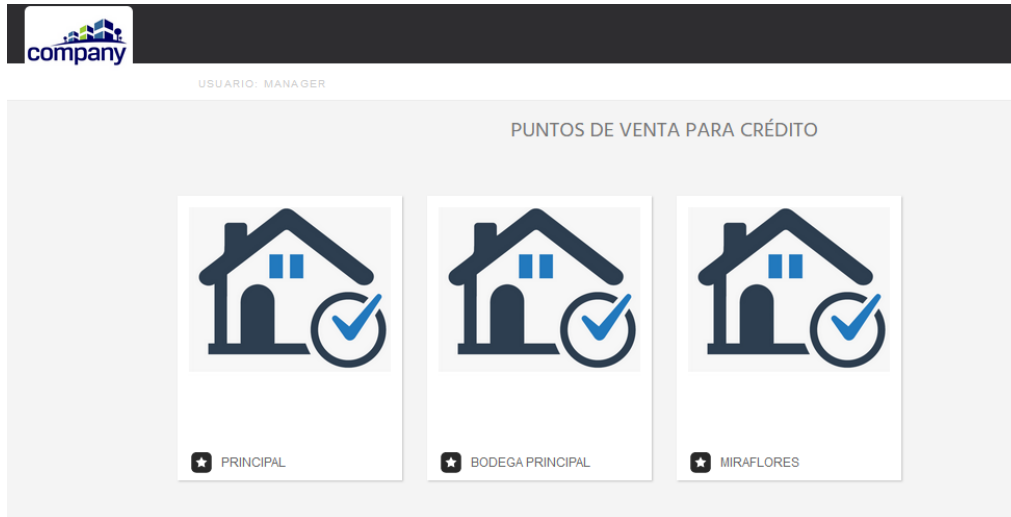 company
USUARIO: MANAGER
PUNTOS DE VENTA PARA CRÉDITO
PRINCIPAL
BODEGA PRINCIPAL
MIRAFLORES